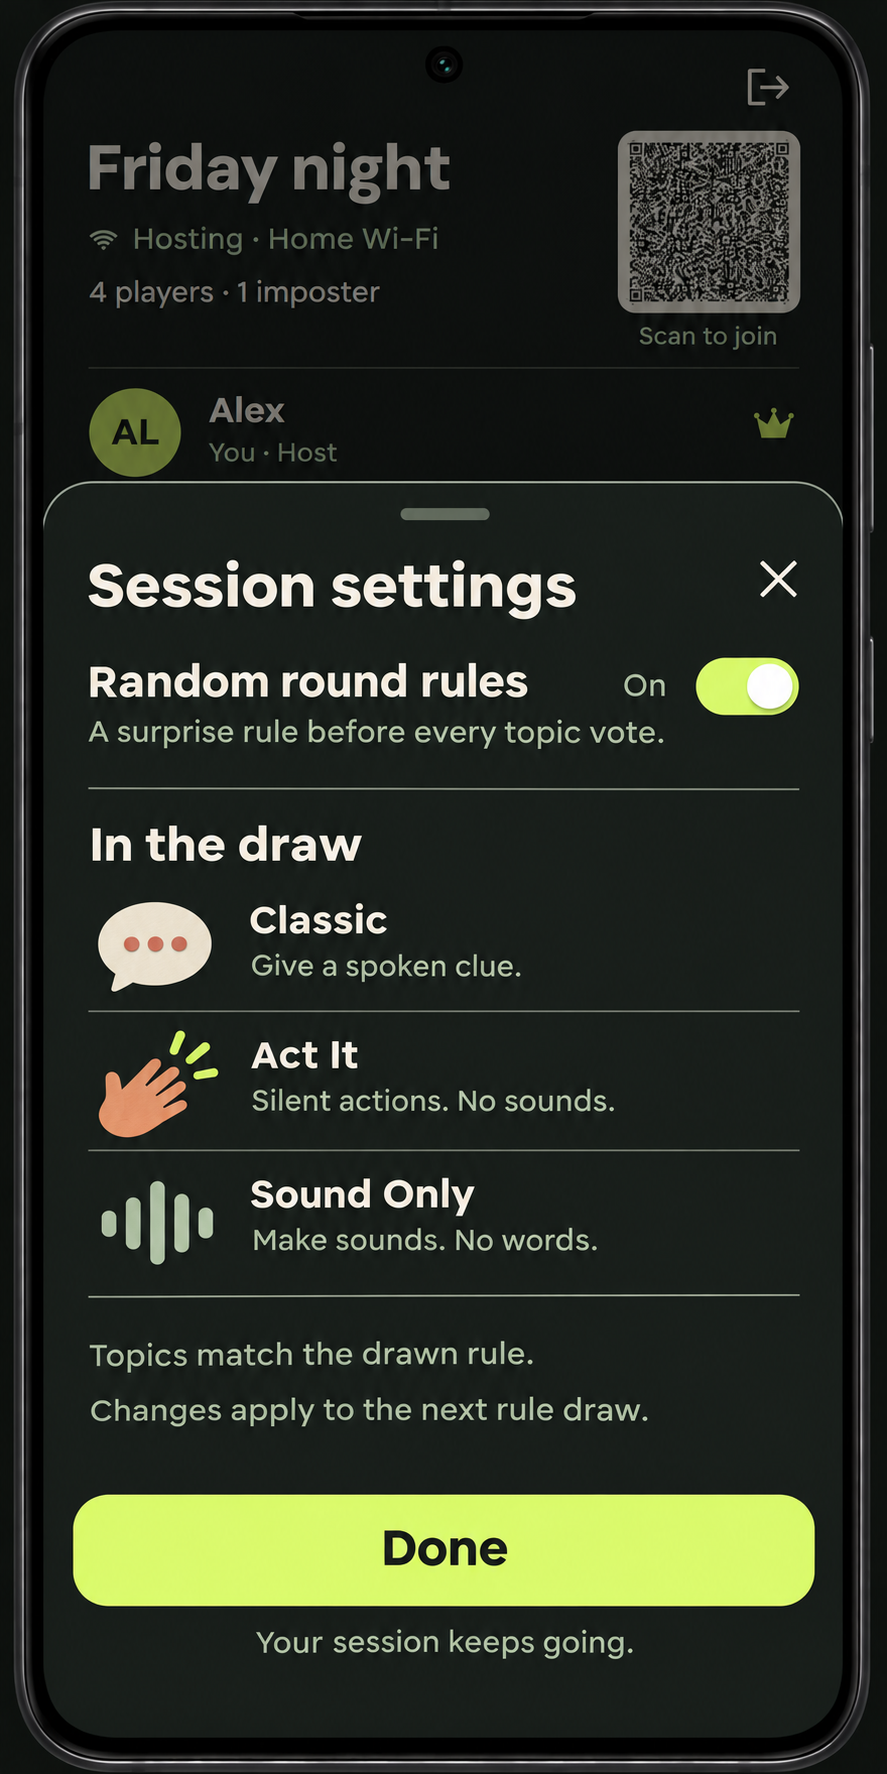 Friday night
Hosting · Home Wi-Fi
4 players · 1 imposter
Scan to join
AL
Alex
You · Host
Session settings
Random round rules
On
A surprise rule before every topic vote.
In the draw
Classic
Give a spoken clue.
Act It
Silent actions. No sounds.
Sound Only
Make sounds. No words.
Topics match the drawn rule.
Changes apply to the next rule draw.
Done
Your session keeps going.